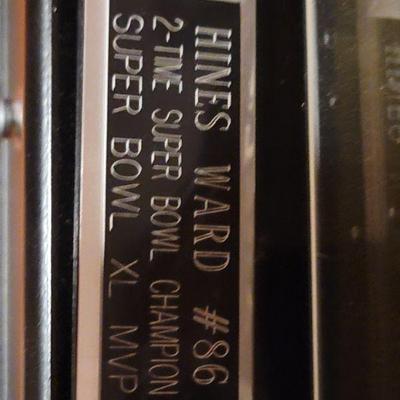 HINES WARD #86
2-TIME SUPER BOWL CHAMPION
SUPER BOWL XL MVP